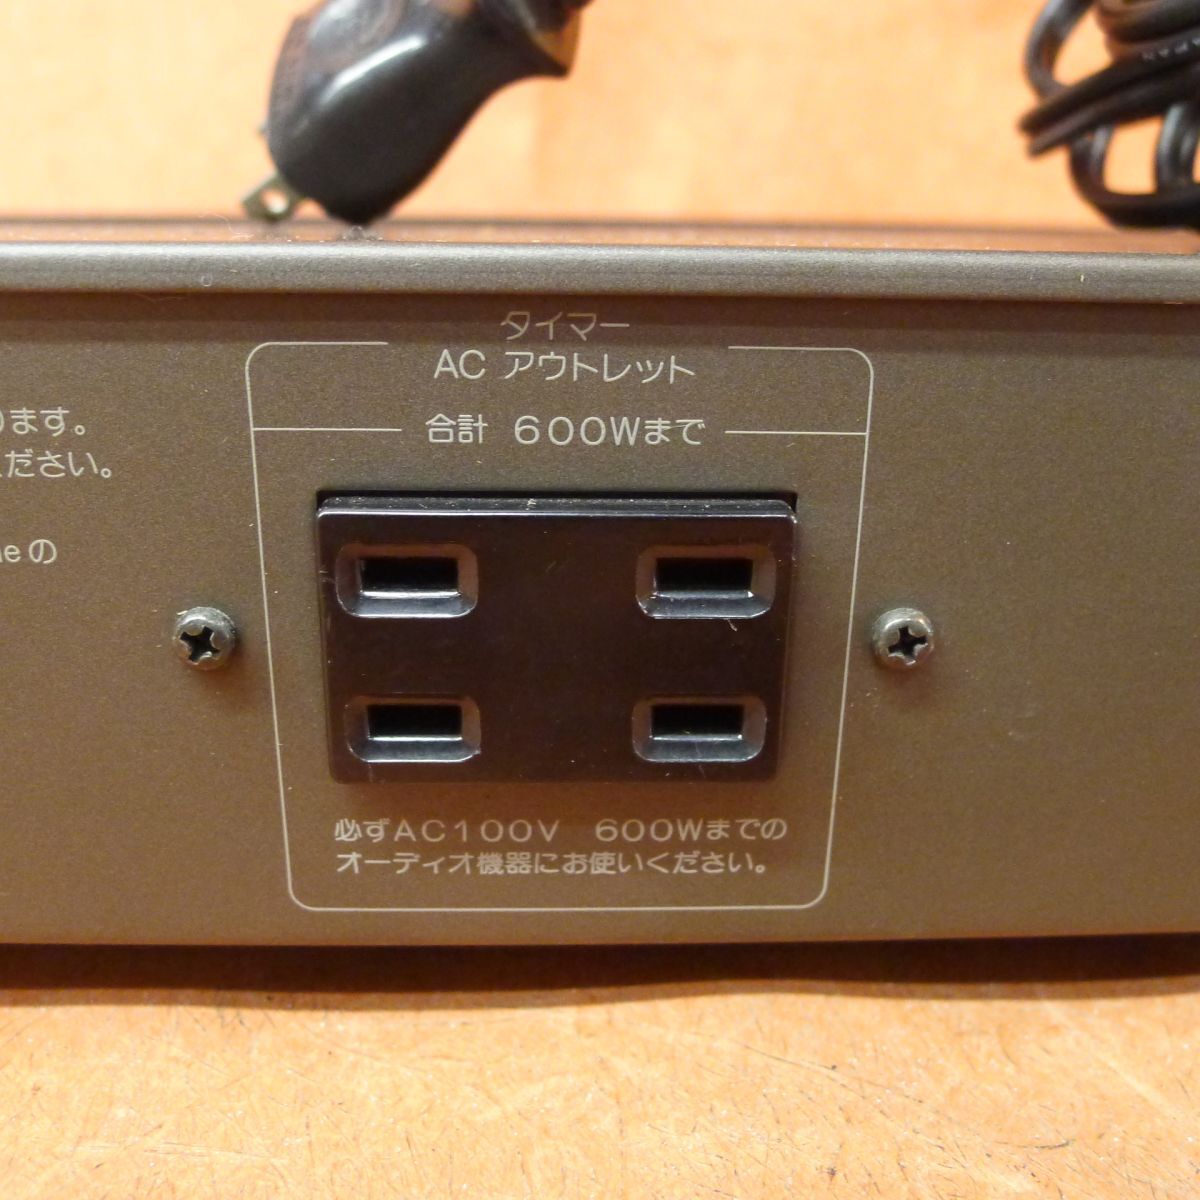 タイマー
AC アウトレット
合計 600Wまで
ります。
ください。
eの
必ずAC100V 600Wまでの
オーディオ機器にお使いください。